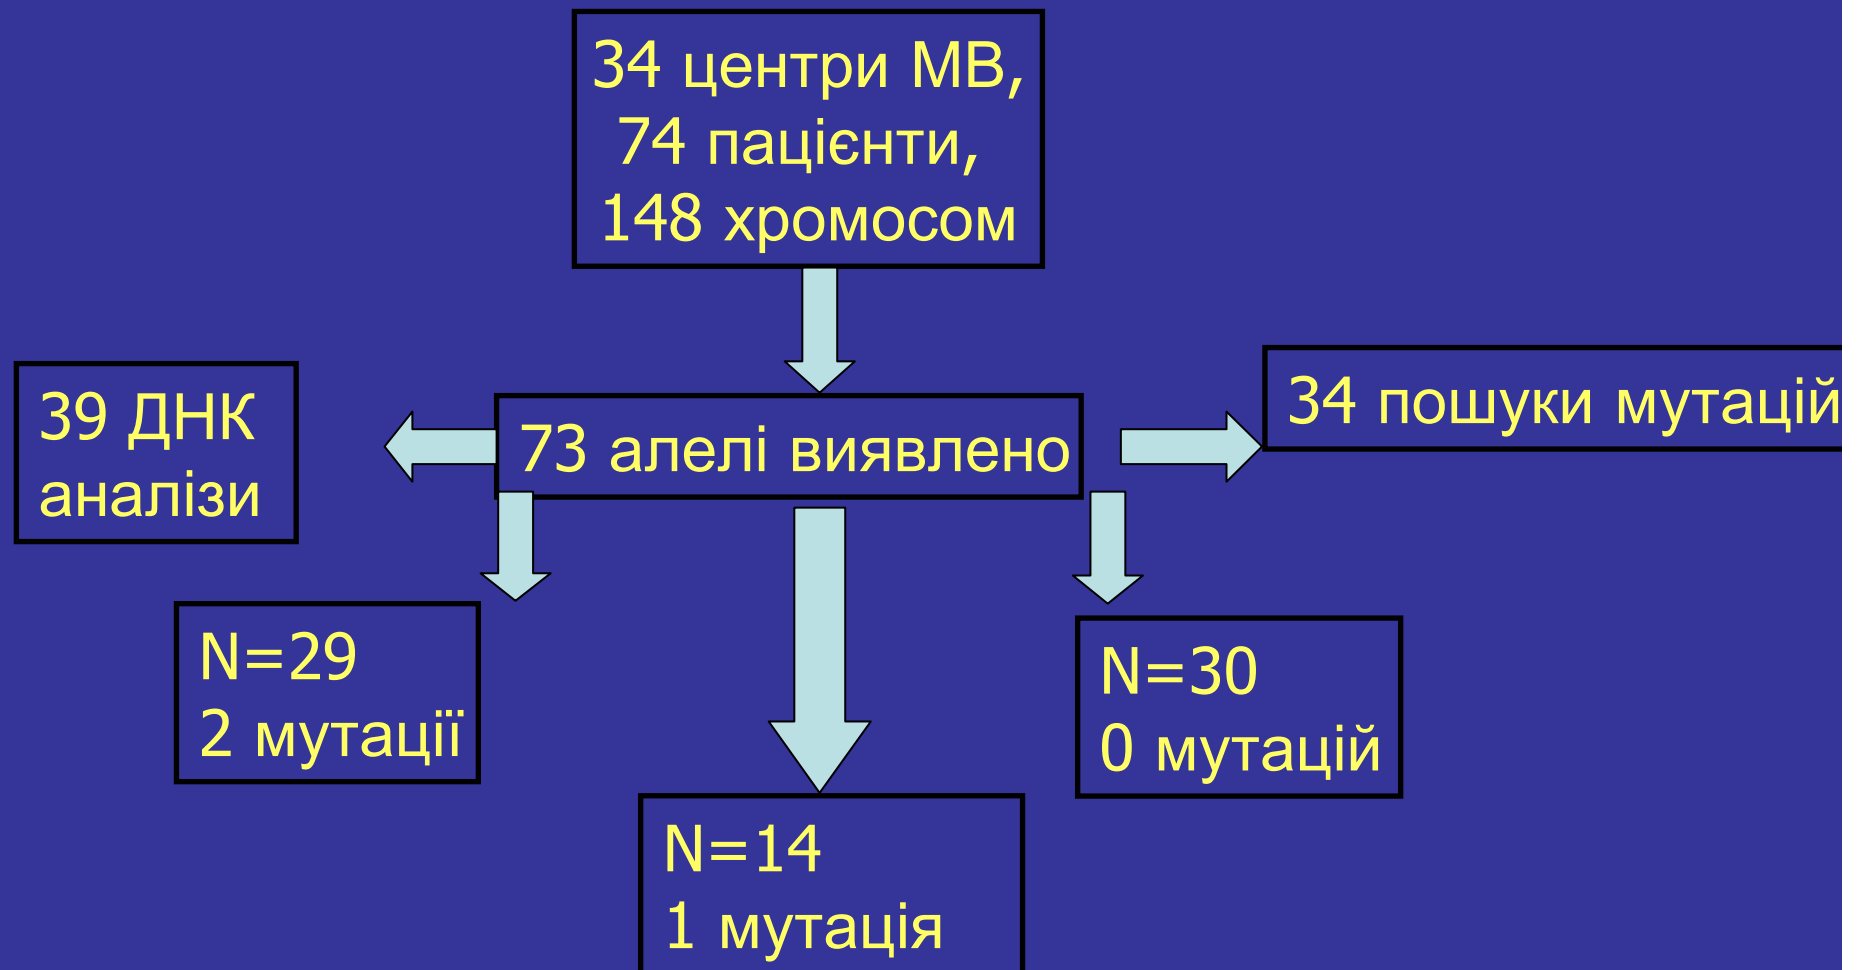 34 центри МВ,
74 пацієнти,
148 хромосом
39 ДНК
аналізи
73 алелі виявлено
34 пошуки мутацій
N=29
2 мутації
N=30
0 мутацій
N=14
1 мутація